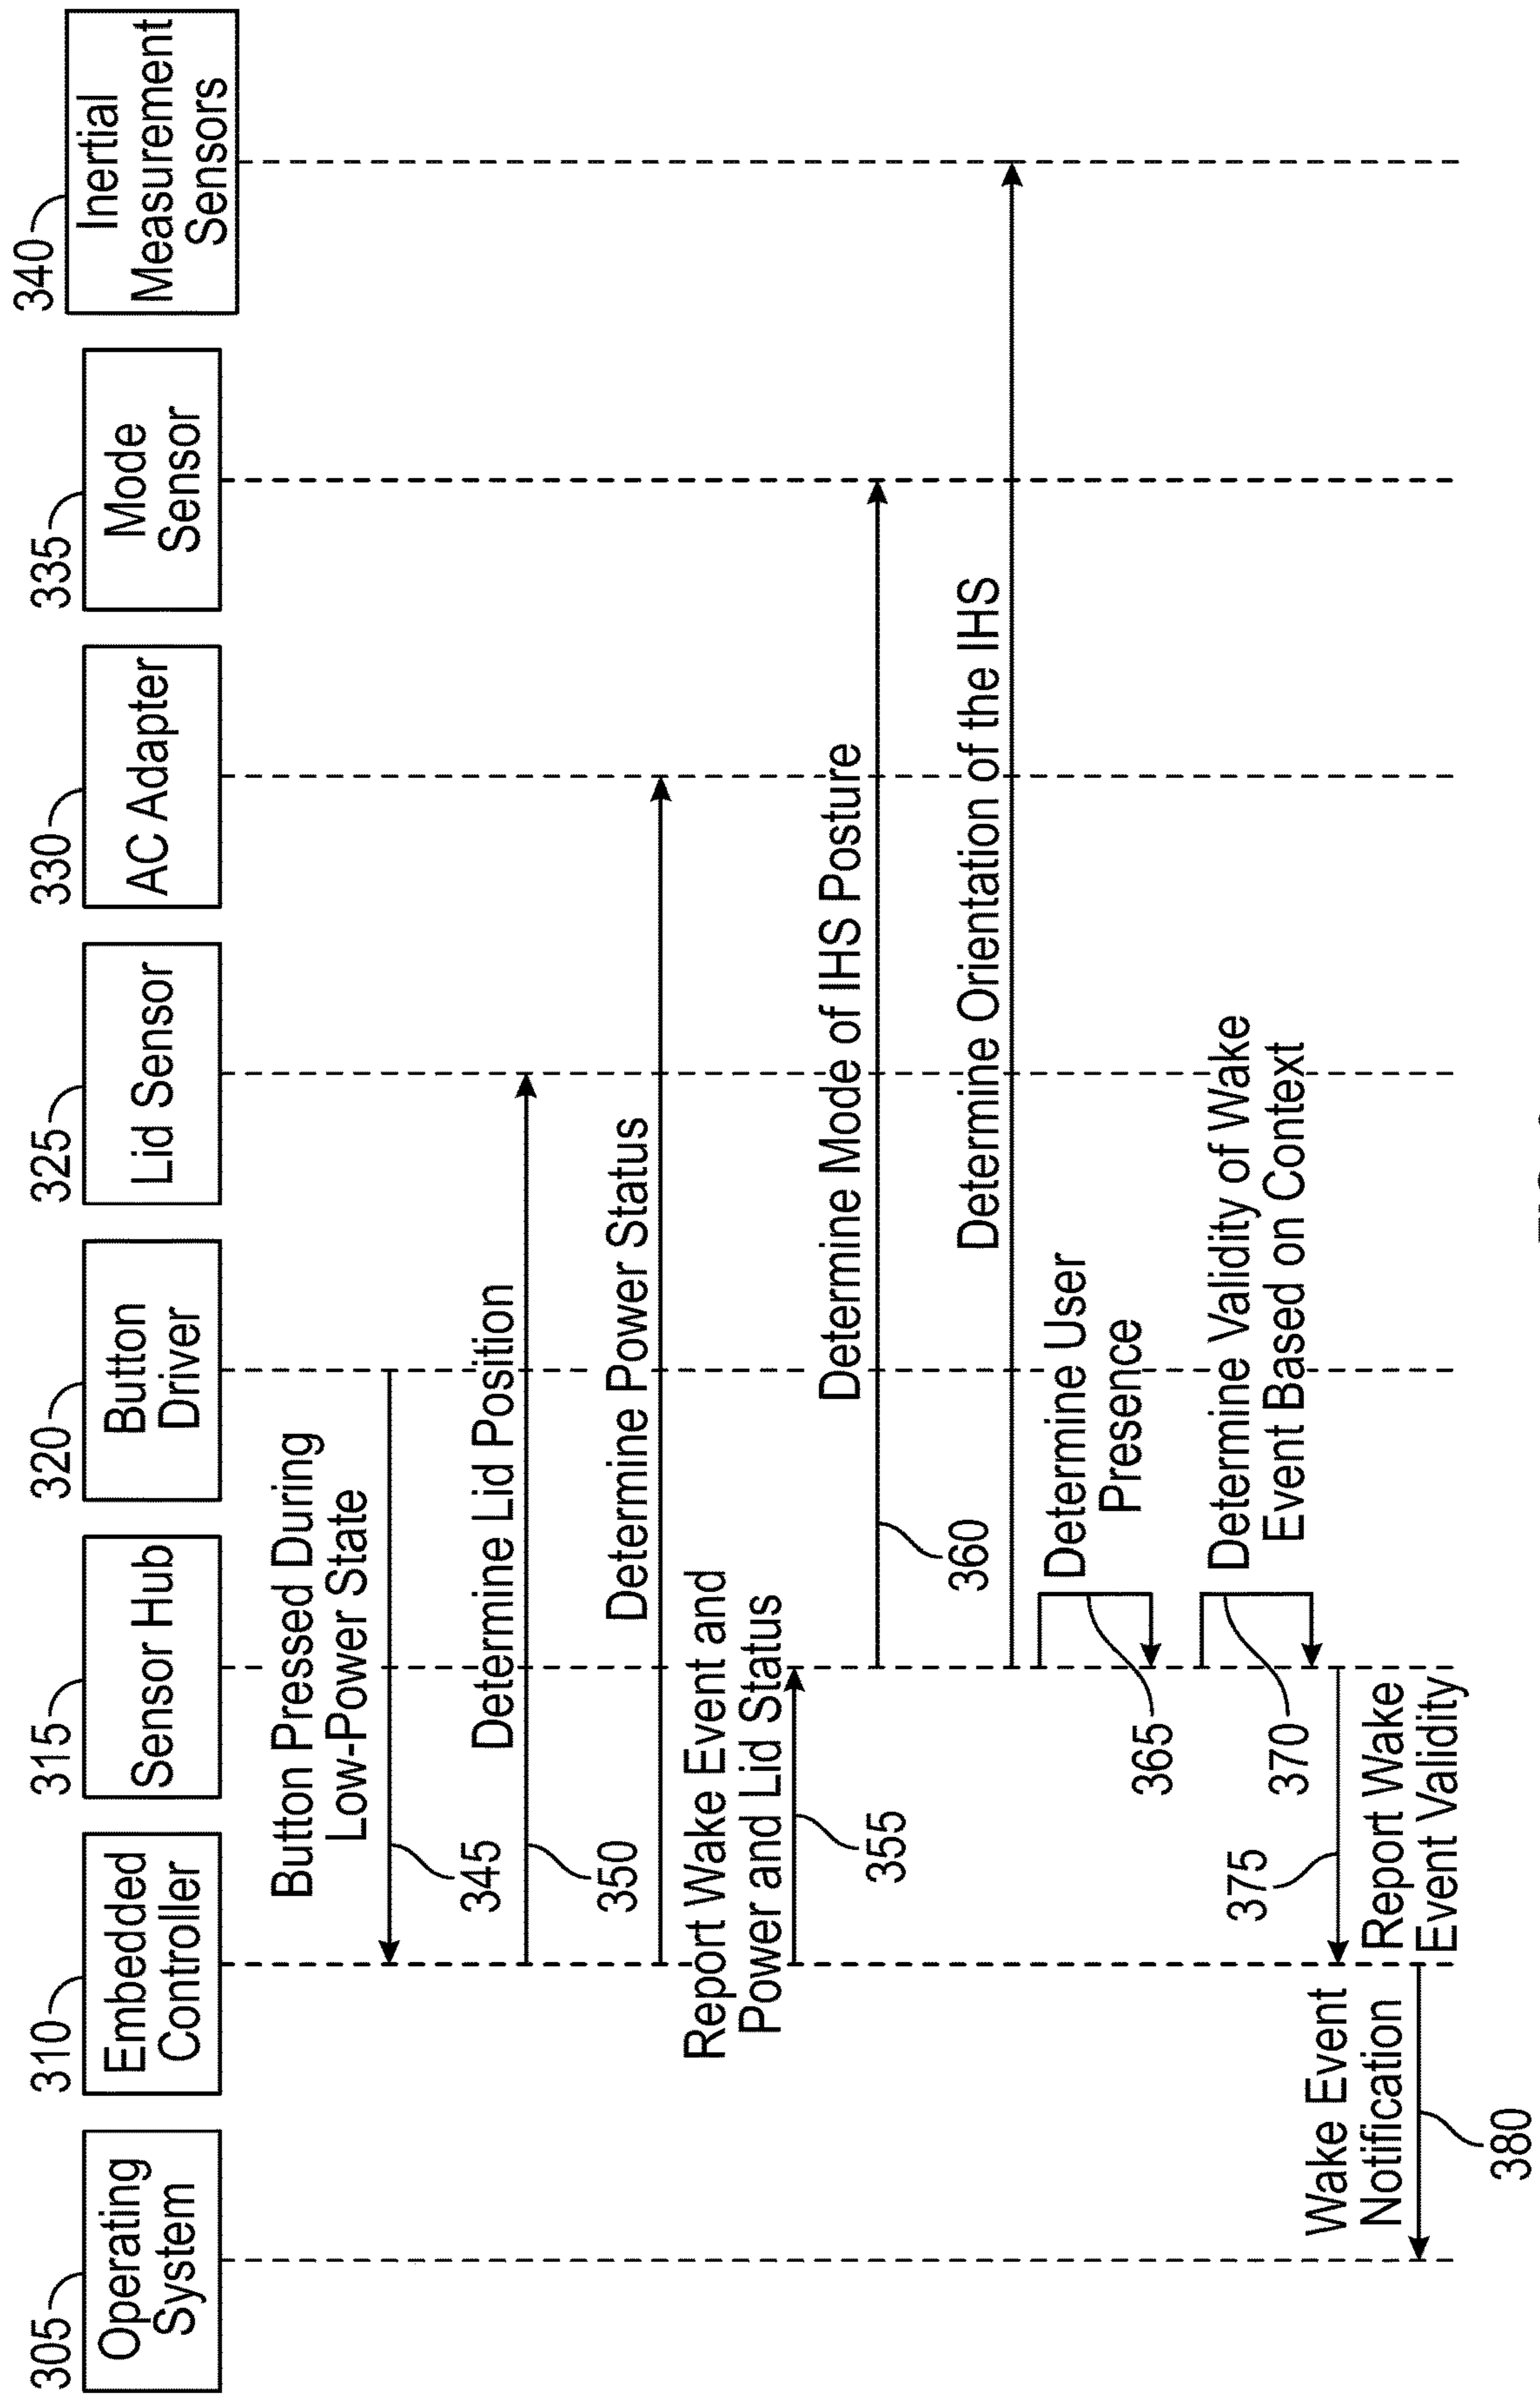 305
Operating
System
310
Embedded
Controller
315
Sensor Hub
320
Button
Driver
325
Lid Sensor
330
AC Adapter
335
Mode
Sensor
340
Inertial
Measurement
Sensors
Button Pressed During
Low-Power State
345
Determine Lid Position
350
Determine Power Status
Report Wake Event and
Power and Lid Status
355
Determine Mode of IHS Posture
360
Determine Orientation of the IHS
Determine User
Presence
365
Determine Validity of Wake
Event Based on Context
370
375
Report Wake
Event Validity
Wake Event
Notification
380